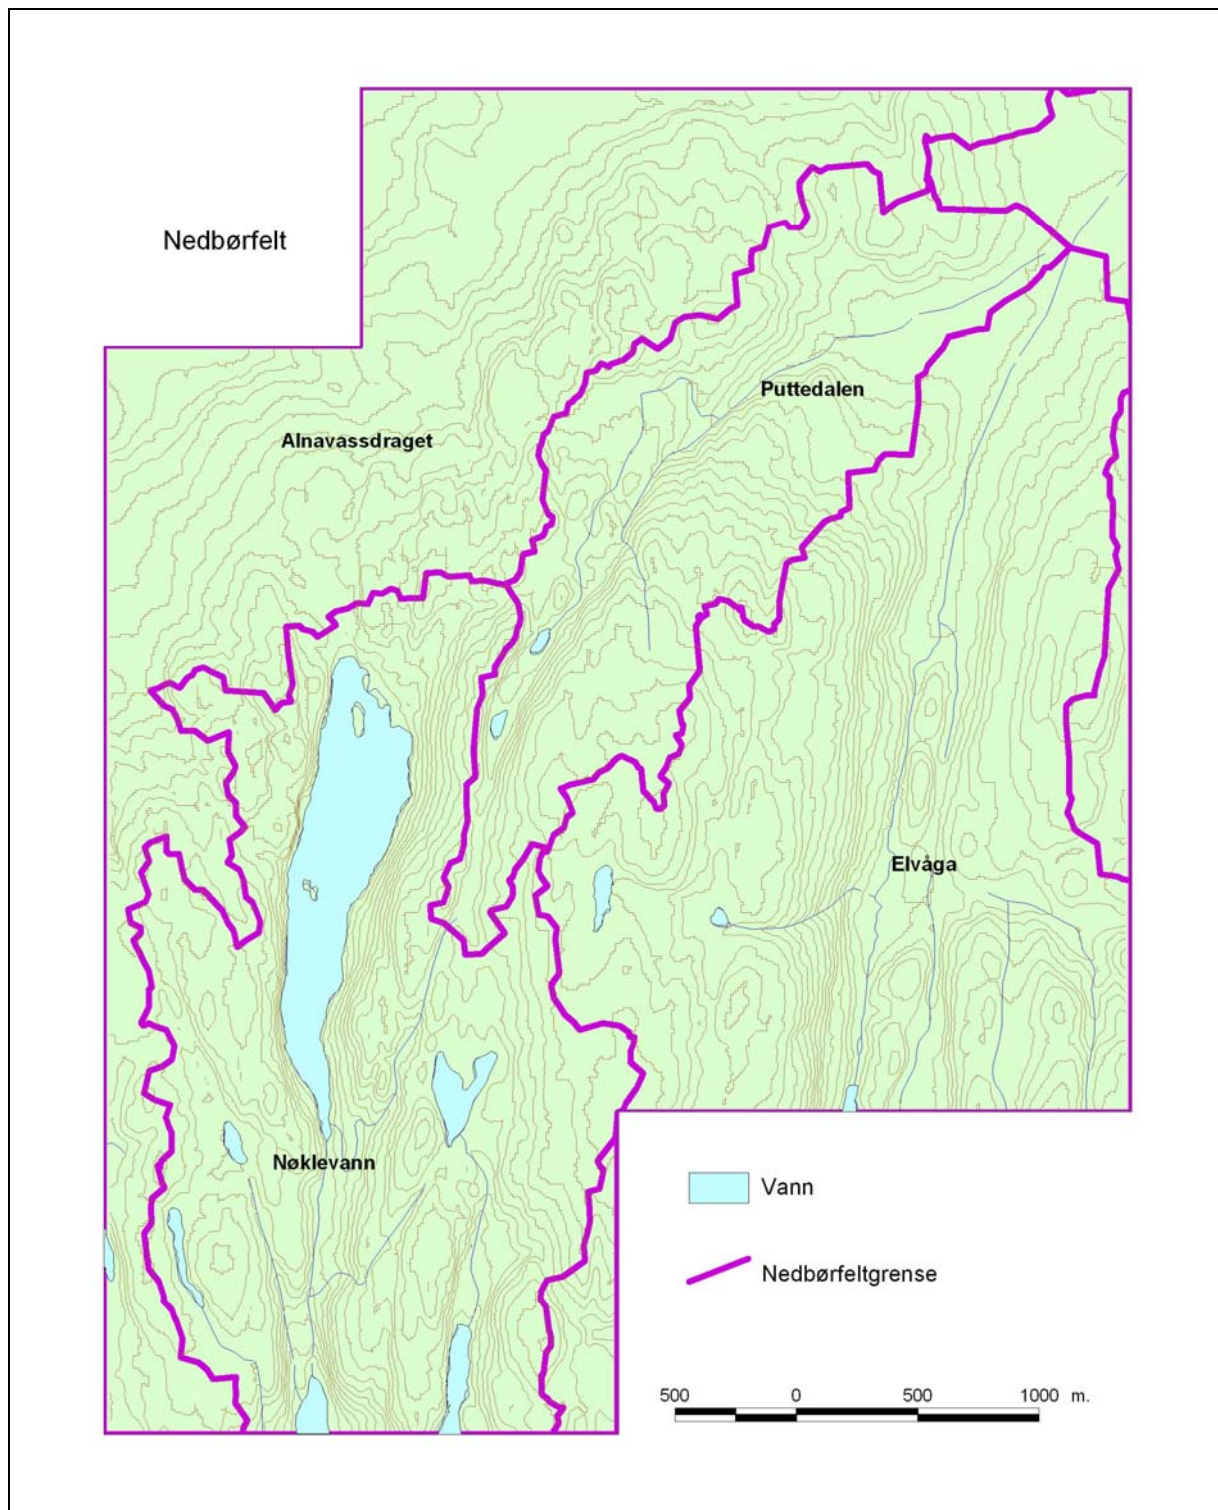 Nedbørfelt
Puttedalen
Alnavassdraget
Elvåga
Nøklevann
Vann
Nedbørfeltgrense
500 0 500 1000 m.